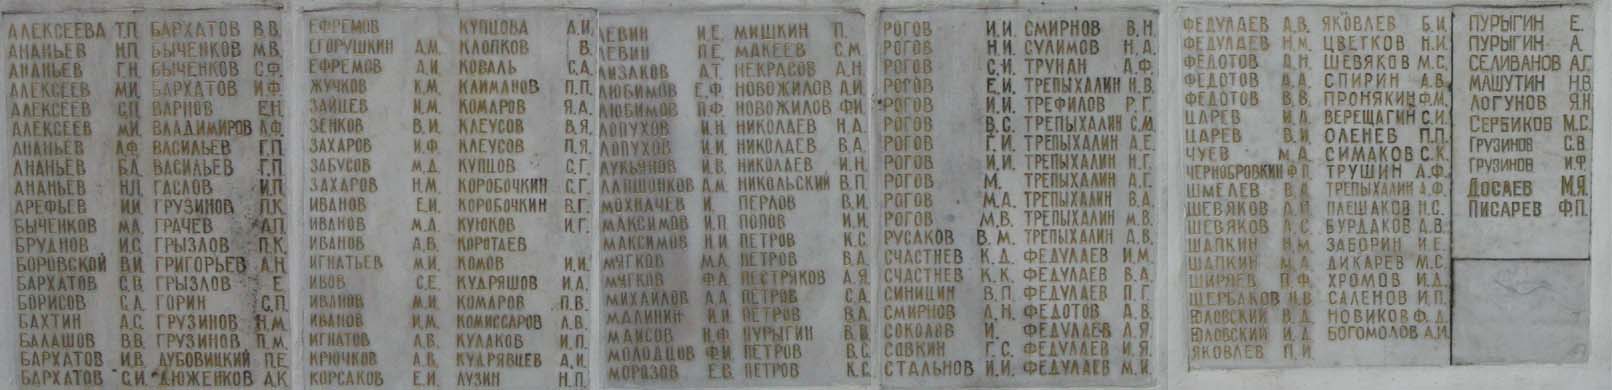 АЛЕКСЕЕВА Т.П. БАРХАТОВ В.В.
АНАНЬЕВ Н.П. БЫЧЕНКОВ М.В.
АНАНЬЕВ Г.Н. БЫЧЕНКОВ С.Ф.
АЛЕКСЕЕВ М.И. БАРХАТОВ И.Ф.
АЛЕКСЕЕВ С.П. ВАРНОВ Е.Н.
АЛЕКСЕЕВ М.И. ВЛАДИМИРОВ А.Ф.
АНАНЬЕВ А.Ф. ВАСИЛЬЕВ Г.П.
АНАНЬЕВ Б.А. ВАСИЛЬЕВ Г.П.
АНАНЬЕВ Н.П. ГАСЛОВ И.П.
АРЕФЬЕВ И.И. ГРУЗИНОВ П.К.
БЫЧЕНКОВ М.А. ГРАЧЕВ А.П.
БРУДНОВ И.С. ГРЫЗЛОВ П.К.
БОРОВСКОЙ В.И. ГРИГОРЬЕВ А.Н.
БАРХАТОВ С.В. ГРЫЗЛОВ Е.
БОРИСОВ С.А. ГОРИН С.П.
БАХТИН А.С. ГРУЗИНОВ Н.М.
БАЛАШОВ В.В. ГРУЗИНОВ П.М.
БАРХАТОВ И.В. ДУБОВИЦКИЙ П.Е.
БАРХАТОВ С.И. ДЮЖЕНКОВ А.К.
ЕФРЕМОВ КУПЦОВА А.И.
ЕГОРУШКИН А.М. КЛОПКОВ В.
ЕФРЕМОВ А.И. КОВАЛЬ С.А.
ЖУЧКОВ К.М. КЛИМАНОВ П.П.
ЗАЙЦЕВ И.М. КОМАРОВ Я.А.
ЗЕНКОВ В.И. КЛЕУСОВ В.Я.
ЗАХАРОВ И.Ф. КЛЕУСОВ П.Я.
ЗАБУСОВ М.Д. КУПЦОВ С.Г.
ЗАХАРОВ Н.М. КОРОБОЧКИН С.Г.
ИВАНОВ Е.И. КОРОБОЧКИН В.Г.
ИВАНОВ М.Д. КУЮКОВ И.Г.
ИВАНОВ А.В. КОРОТАЕВ
ИГНАТЬЕВ М.И. КОМОВ И.И.
ИВОВ С.Е. КУДРЯШОВ И.Д.
ИВАНОВ М.И. КОМАРОВ П.В.
ИВАНОВ И.М. КОМИССАРОВ А.В.
ИГНАТОВ А.В. КУЛАКОВ И.П.
КРЮЧКОВ А.В. КУДРЯВЦЕВ Д.И.
КОРСАКОВ Е.И. ЛУЗИН Н.П.
ЛЕВИН И.Е. МИШКИН П.
ЛЕВИН П.Е. МАКЕЕВ С.М.
ЛИЗАКОВ А.Т. НЕКРАСОВ А.Н.
ЛЮБИМОВ Е.Ф. НОВОЖИЛОВ А.И.
ЛЮБИМОВ П.Ф. НОВОЖИЛОВ Ф.И.
ЛОПУХОВ И.Н. НИКОЛАЕВ Н.А.
ЛОПУХОВ И.И. НИКОЛАЕВ В.А.
ЛУКЬЯНОВ И.В. НИКОЛАЕВ И.Н.
ЛАПШОНКОВ А.М. НИКОЛЬСКИЙ В.П.
МОХНАЧЕВ И. ПЕРЛОВ В.И.
МАКСИМОВ И.П. ПОПОВ И.И.
МАКСИМОВ Н.И. ПЕТРОВ К.С.
МЯГКОВ М.А. ПЕТРОВ В.А.
МЯГКОВ Ф.А. ПЕСТРЯКОВ А.Я.
МИХАЙЛОВ А.А. ПЕТРОВ С.А.
МАЛИНИН И.И. ПЕТРОВ В.А.
МАЙСОВ Н.Ф. ПУРЫГИН В.И.
МОЛОДЦОВ Ф.И. ПЕТРОВ В.С.
МОРОЗОВ Е.В. ПЕТРОВ К.С.
РОГОВ И.И. СМИРНОВ В.Н.
РОГОВ Н.И. СУЛИМОВ Н.Д.
РОГОВ С.И. ТРУНАН А.Ф.
РОГОВ Е.И. ТРЕПЫХАЛИН Н.В.
РОГОВ И.И. ТРЕФИЛОВ Р.Г.
РОГОВ В.С. ТРЕПЫХАЛИН С.М.
РОГОВ Г.И. ТРЕПЫХАЛИН А.Е.
РОГОВ И.И. ТРЕПЫХАЛИН Н.Г.
РОГОВ М. ТРЕПЫХАЛИН А.Г.
РОГОВ М.А. ТРЕПЫХАЛИН В.А.
РОГОВ М.В. ТРЕПЫХАЛИН М.В.
РУСАКОВ В.М. ТРЕПЫХАЛИН А.В.
СЧАСТНЕВ К.Д. ФЕДУЛАЕВ И.М.
СЧАСТНЕВ К.К. ФЕДУЛАЕВ В.А.
СИНИЦИН В.П. ФЕДУЛАЕВ П.Г.
СМИРНОВ А.Н. ФЕДОТОВ А.В.
СОКОЛОВ И. ФЕДУЛАЕВ А.Я.
СОВКИН Г.С. ФЕДУЛАЕВ И.Я.
СТАЛЬНОВ И.И. ФЕДУЛАЕВ М.И.
ФЕДУЛАЕВ А.В. ЯКОВЛЕВ Б.И.
ФЕДУЛАЕВ Н.М. ЦВЕТКОВ Н.И.
ФЕДОТОВ Д.Н. ШЕВЯКОВ М.С.
ФЕДОТОВ А.А. СПИРИН А.В.
ФЕДОТОВ В.В. ПРОНЯКИН Ф.М.
ЦАРЕВ И.Д. ВЕРЕЩАГИН С.И.
ЦАРЕВ В.И. ОЛЕНЕВ П.П.
ЧУЕВ М.А. СИМАКОВ С.К.
ЧЕРНОБРОВКИН Ф.П. ТРУШИН А.Ф.
ШМЕЛЕВ В.А. ТРЕПЫХАЛИН А.Ф.
ШЕВЯКОВ А.И. ПЛЕШАКОВ Н.С.
ШЕВЯКОВ А.С. БУРДАКОВ А.В.
ШАПКИН Н.М. ЗАБОРИН И.Е.
ШАПКИН М.А. ДИКАРЕВ М.С.
ШИРЯЕВ П.Ф. ХРОМОВ И.Д.
ЩЕРБАКОВ Н.В. САЛЕНОВ И.П.
ЮЛОВСКИЙ В.Д. НОВИКОВ Ф.Д.
ЮЛОВСКИЙ И.Д. БОГОМОЛОВ А.И.
ЯКОВЛЕВ П.И.
ПУРЫГИН Е.
ПУРЫГИН А.
СЕЛИВАНОВ А.Г.
МАШУТИН Н.В.
ЛОГУНОВ Я.Н.
СЕРБИКОВ М.С.
ГРУЗИНОВ С.В.
ГРУЗИНОВ И.Ф.
ДОСАЕВ М.Я.
ПИСАРЕВ Ф.П.